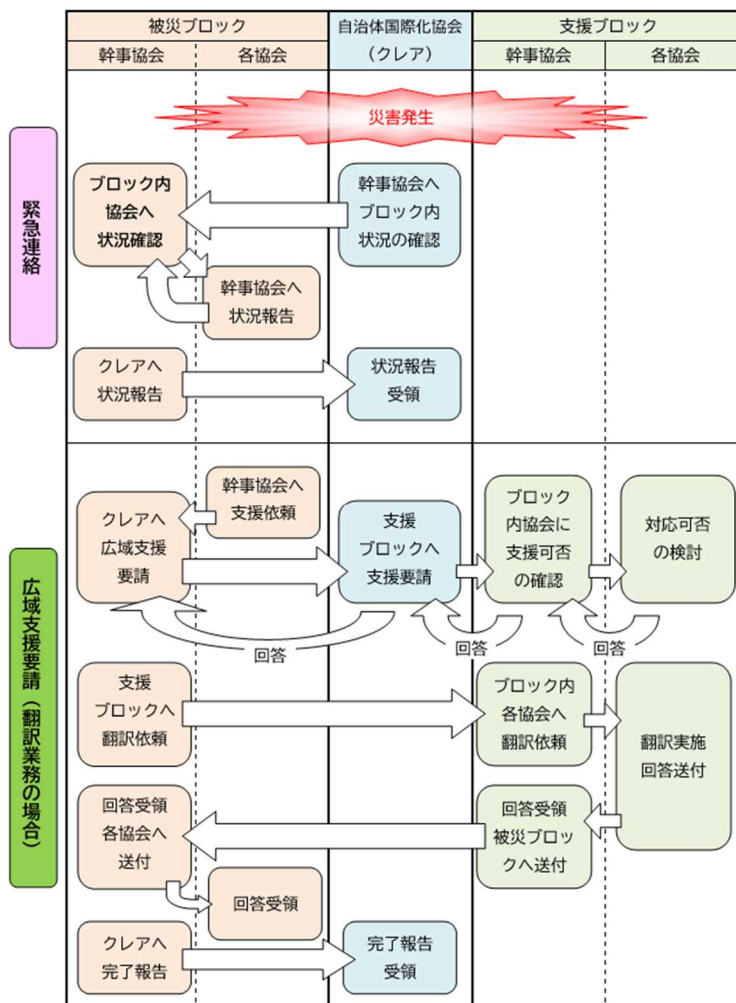 被災ブロック
自治体国際化協会
（クレア）
支援ブロック
幹事協会
各協会
幹事協会
各協会
災害発生
緊急連絡
ブロック内
協会へ
状況確認
幹事協会へ
ブロック内
状況の確認
幹事協会へ
状況報告
クレアへ
状況報告
状況報告
受領
広域支援要請（翻訳業務の場合）
幹事協会へ
支援依頼
クレアへ
広域支援
要請
支援
ブロックへ
支援要請
ブロック
内協会に
支援可否
の確認
対応可否
の検討
回答
回答
回答
支援
ブロックへ
翻訳依頼
ブロック内
各協会へ
翻訳依頼
翻訳実施
回答送付
回答受領
各協会へ
送付
回答受領
被災ブロッ
クへ送付
回答受領
クレアへ
完了報告
完了報告
受領